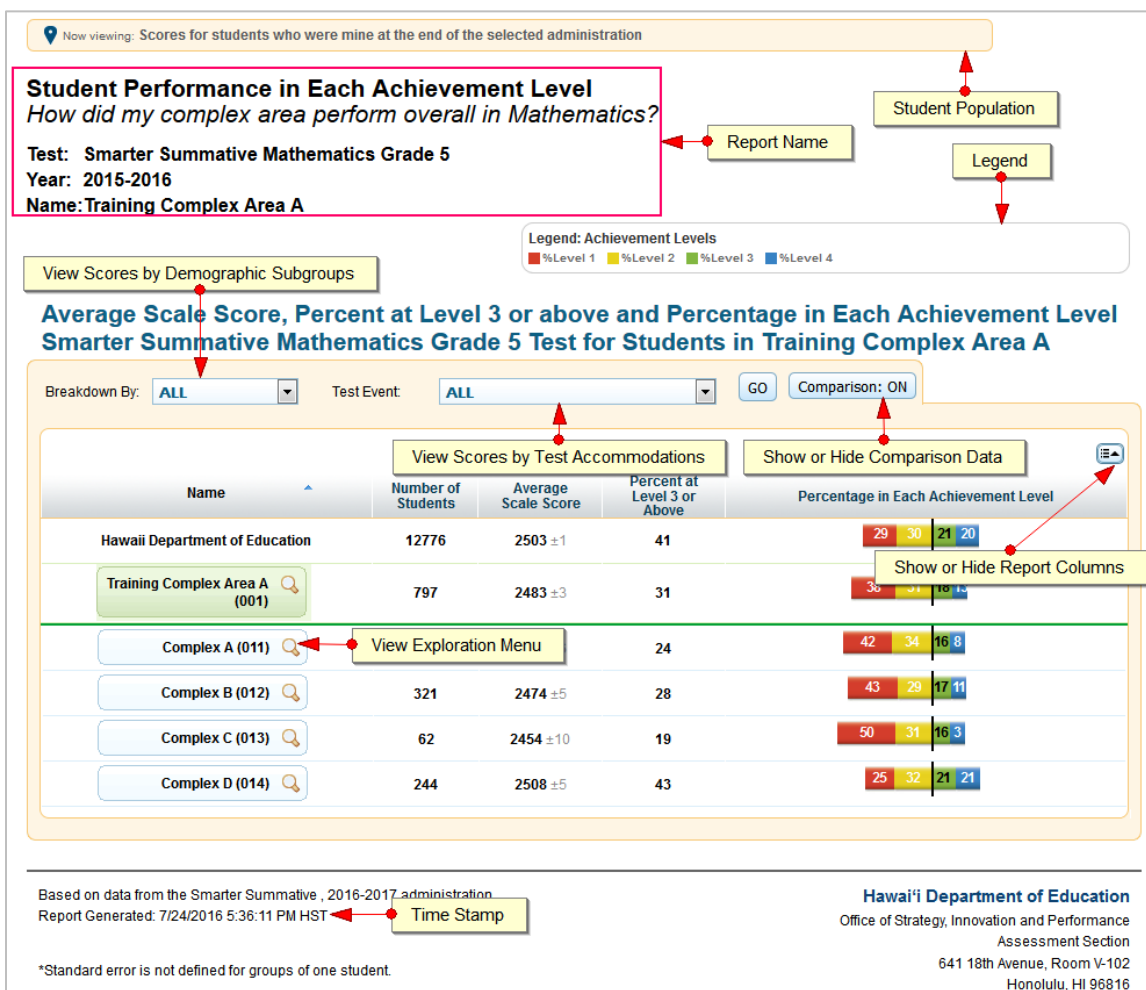 Now viewing: Scores for students who were mine at the end of the selected administration
Student Population
Student Performance in Each Achievement Level
How did my complex area perform overall in Mathematics?
Test: Smarter Summative Mathematics Grade 5
Year: 2015-2016
Name:Training Complex Area A
Report Name
Legend
Legend: Achievement Levels
%Level 1 %Level 2 %Level 3 %Level 4
View Scores by Demographic Subgroups
Average Scale Score, Percent at Level 3 or above and Percentage in Each Achievement Level
Smarter Summative Mathematics Grade 5 Test for Students in Training Complex Area A
Breakdown By: ALL Test Event: ALL GO Comparison: ON
View Scores by Test Accommodations Show or Hide Comparison Data
Name Number of Students Average Scale Score Percent at Level 3 or Above Percentage in Each Achievement Level
Hawaii Department of Education 12776 2503 ±1 41 29 30 21 20
Show or Hide Report Columns
Training Complex Area A (001) 797 2483 ±3 31
Complex A (011) View Exploration Menu 24 42 34 16 8
Complex B (012) 321 2474 ±5 28 43 29 17 11
Complex C (013) 62 2454 ±10 19 50 31 16 3
Complex D (014) 244 2508 ±5 43 25 32 21 21
Based on data from the Smarter Summative , 2016-2017 administration
Report Generated: 7/24/2016 5:36:11 PM HST Time Stamp
*Standard error is not defined for groups of one student.
Hawai‘i Department of Education
Office of Strategy, Innovation and Performance
Assessment Section
641 18th Avenue, Room V-102
Honolulu, HI 96816